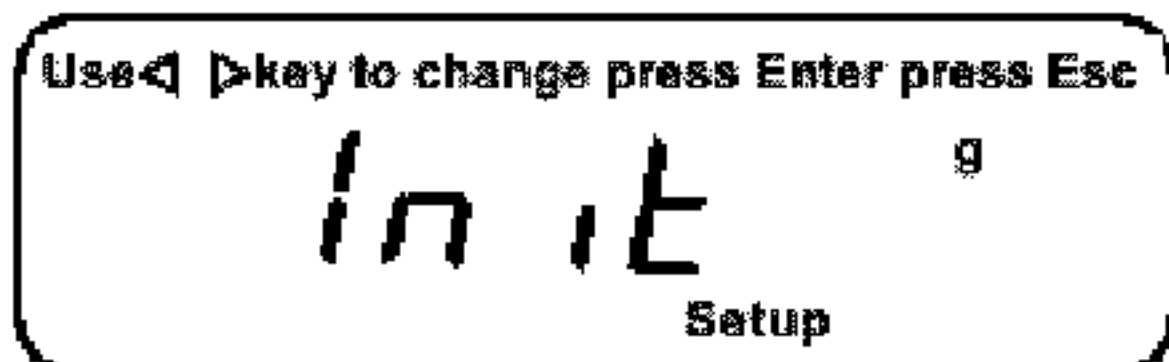 Use◁ ▷key to change press Enter press Esc
g
Init
Setup